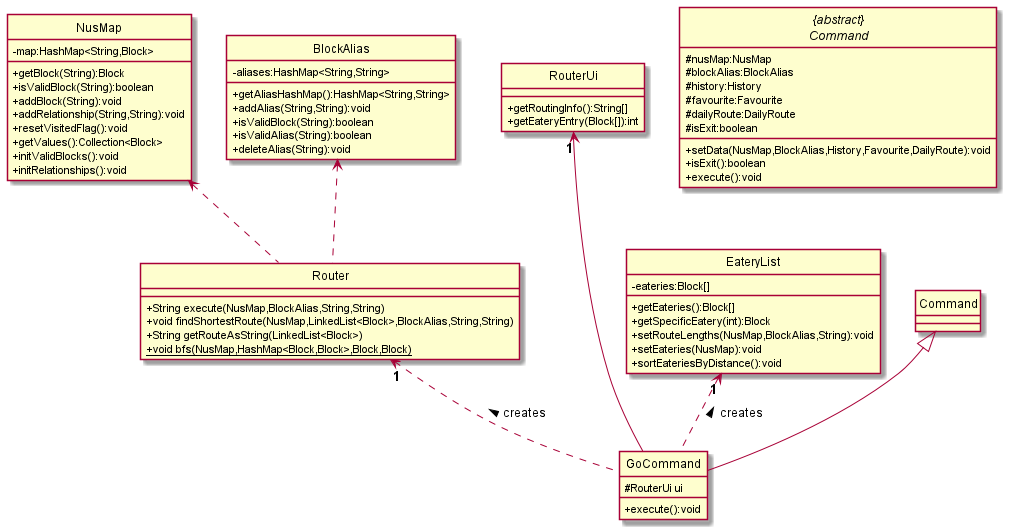 NusMap
-map:HashMap<String,Block>
+getBlock(String):Block
+isValidBlock(String):boolean
+addBlock(String):void
+addRelationship(String,String):void
+resetVisitedFlag():void
+getValues():Collection<Block>
+initValidBlocks():void
+initRelationships():void
BlockAlias
-aliases:HashMap<String,String>
+getAliasHashMap():HashMap<String,String>
+addAlias(String,String):void
+isValidBlock(String):boolean
+isValidAlias(String):boolean
+deleteAlias(String):void
RouterUi
+getRoutingInfo():String[]
+getEateryEntry(Block[]):int
1
{abstract}
Command
#nusMap:NusMap
#blockAlias:BlockAlias
#history:History
#favourite:Favourite
#dailyRoute:DailyRoute
#isExit:boolean
+setData(NusMap,BlockAlias,History,Favourite,DailyRoute):void
+isExit():boolean
+execute():void
Router
+String execute(NusMap,BlockAlias,String,String)
+void findShortestRoute(NusMap,LinkedList<Block>,BlockAlias,String,String)
+String getRouteAsString(LinkedList<Block>)
+void bfs(NusMap,HashMap<Block,Block>,Block,Block)
1
EateryList
-eateries:Block[]
+getEateries():Block[]
+getSpecificEatery(int):Block
+setRouteLengths(NusMap,BlockAlias,String):void
+setEateries(NusMap):void
+sortEateriesByDistance():void
1
Command
creates
creates
GoCommand
#RouterUi ui
+execute():void